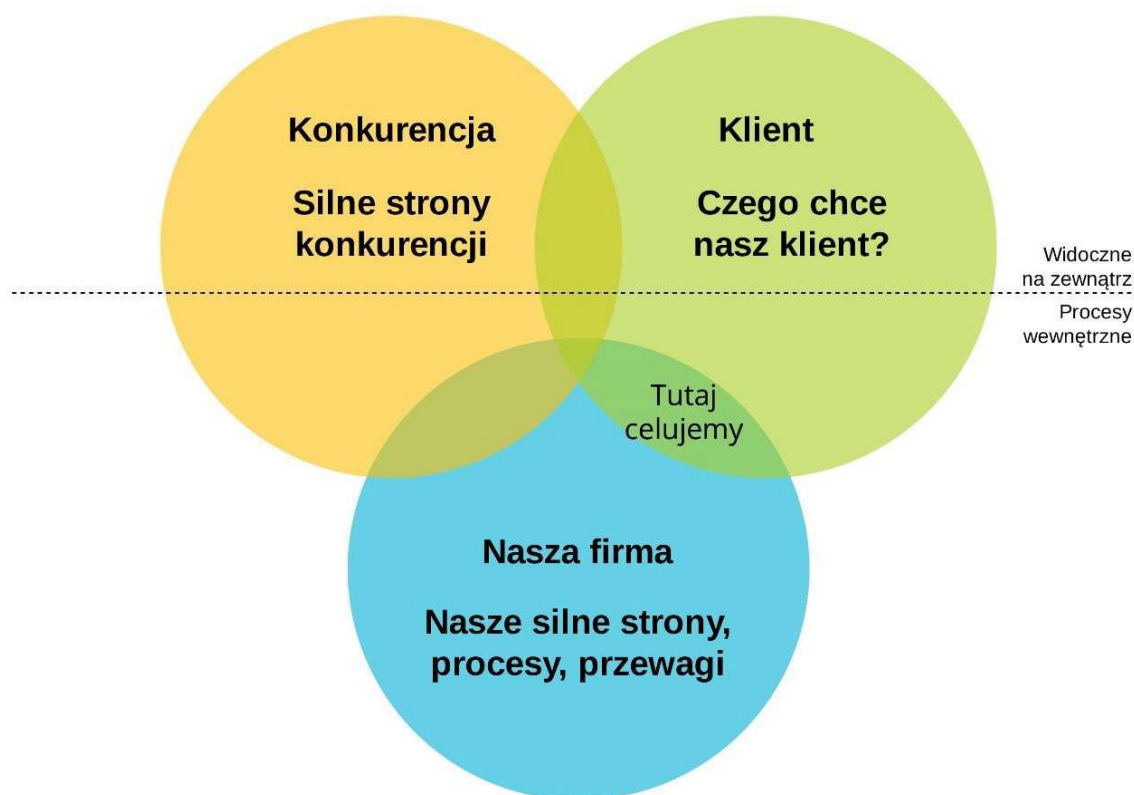 Konkurencja
Silne strony
konkurencji
Klient
Czego chce
nasz klient?
Widoczne
na zewnątrz
Procesy
wewnętrzne
Tutaj
celujemy
Nasza firma
Nasze silne strony,
procesy, przewagi